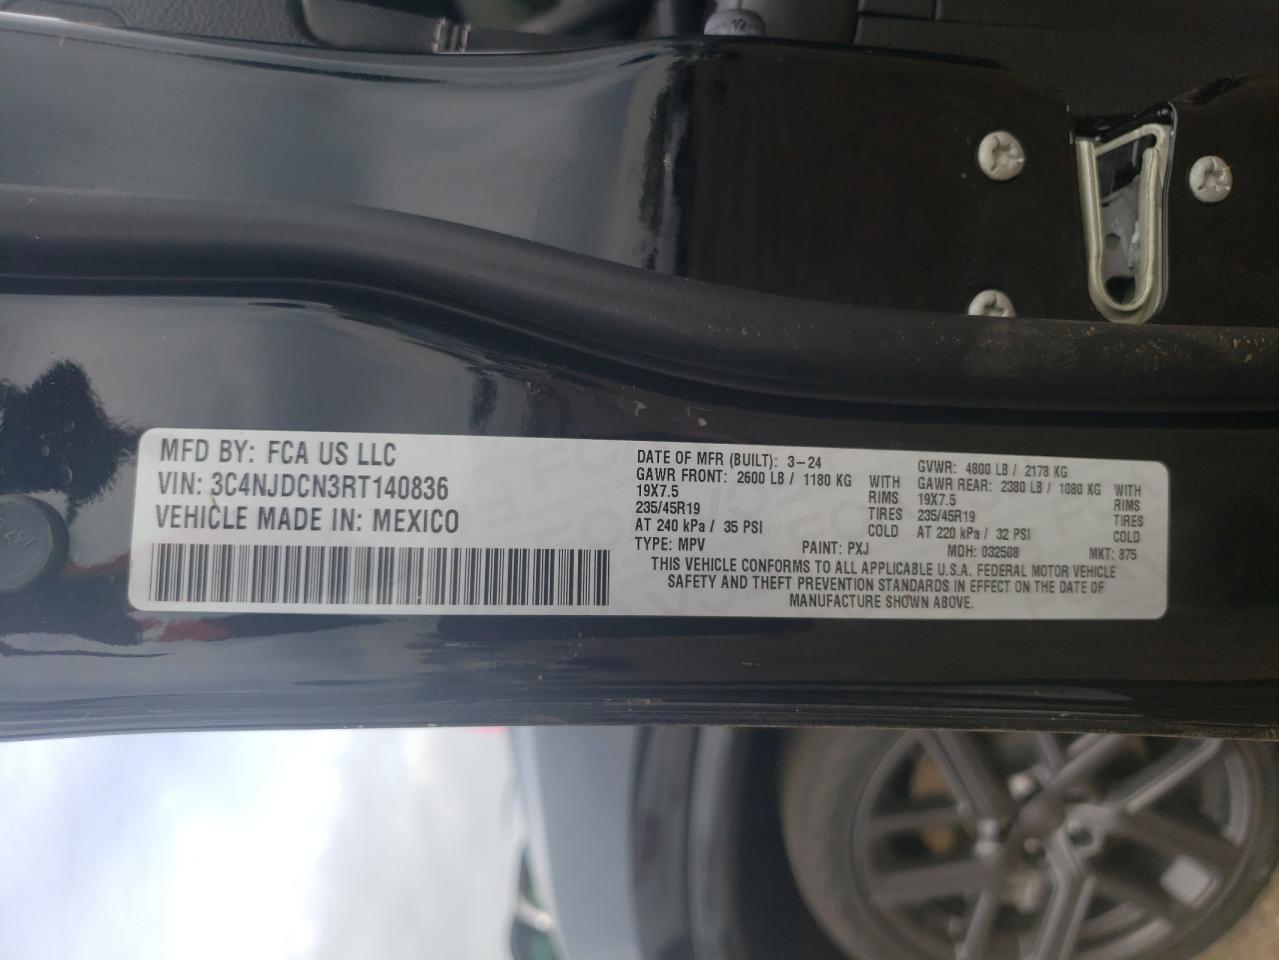 MFD BY: FCA US LLC
VIN: 3C4NJDCN3RT140836
VEHICLE MADE IN: MEXICO
DATE OF MFR (BUILT): 3-24 GVWR: 4800 LB / 2178 KG
GAWR FRONT: 2600 LB / 1180 KG WITH GAWR REAR: 2380 LB / 1080 KG WITH
19X7.5 RIMS 19X7.5 RIMS
235/45R19 TIRES 235/45R19 TIRES
AT 240 kPa / 35 PSI COLD AT 220 kPa / 32 PSI COLD
TYPE: MPV PAINT: PXJ MDH: 032508 MKT: 875
THIS VEHICLE CONFORMS TO ALL APPLICABLE U.S.A. FEDERAL MOTOR VEHICLE
SAFETY AND THEFT PREVENTION STANDARDS IN EFFECT ON THE DATE OF
MANUFACTURE SHOWN ABOVE.